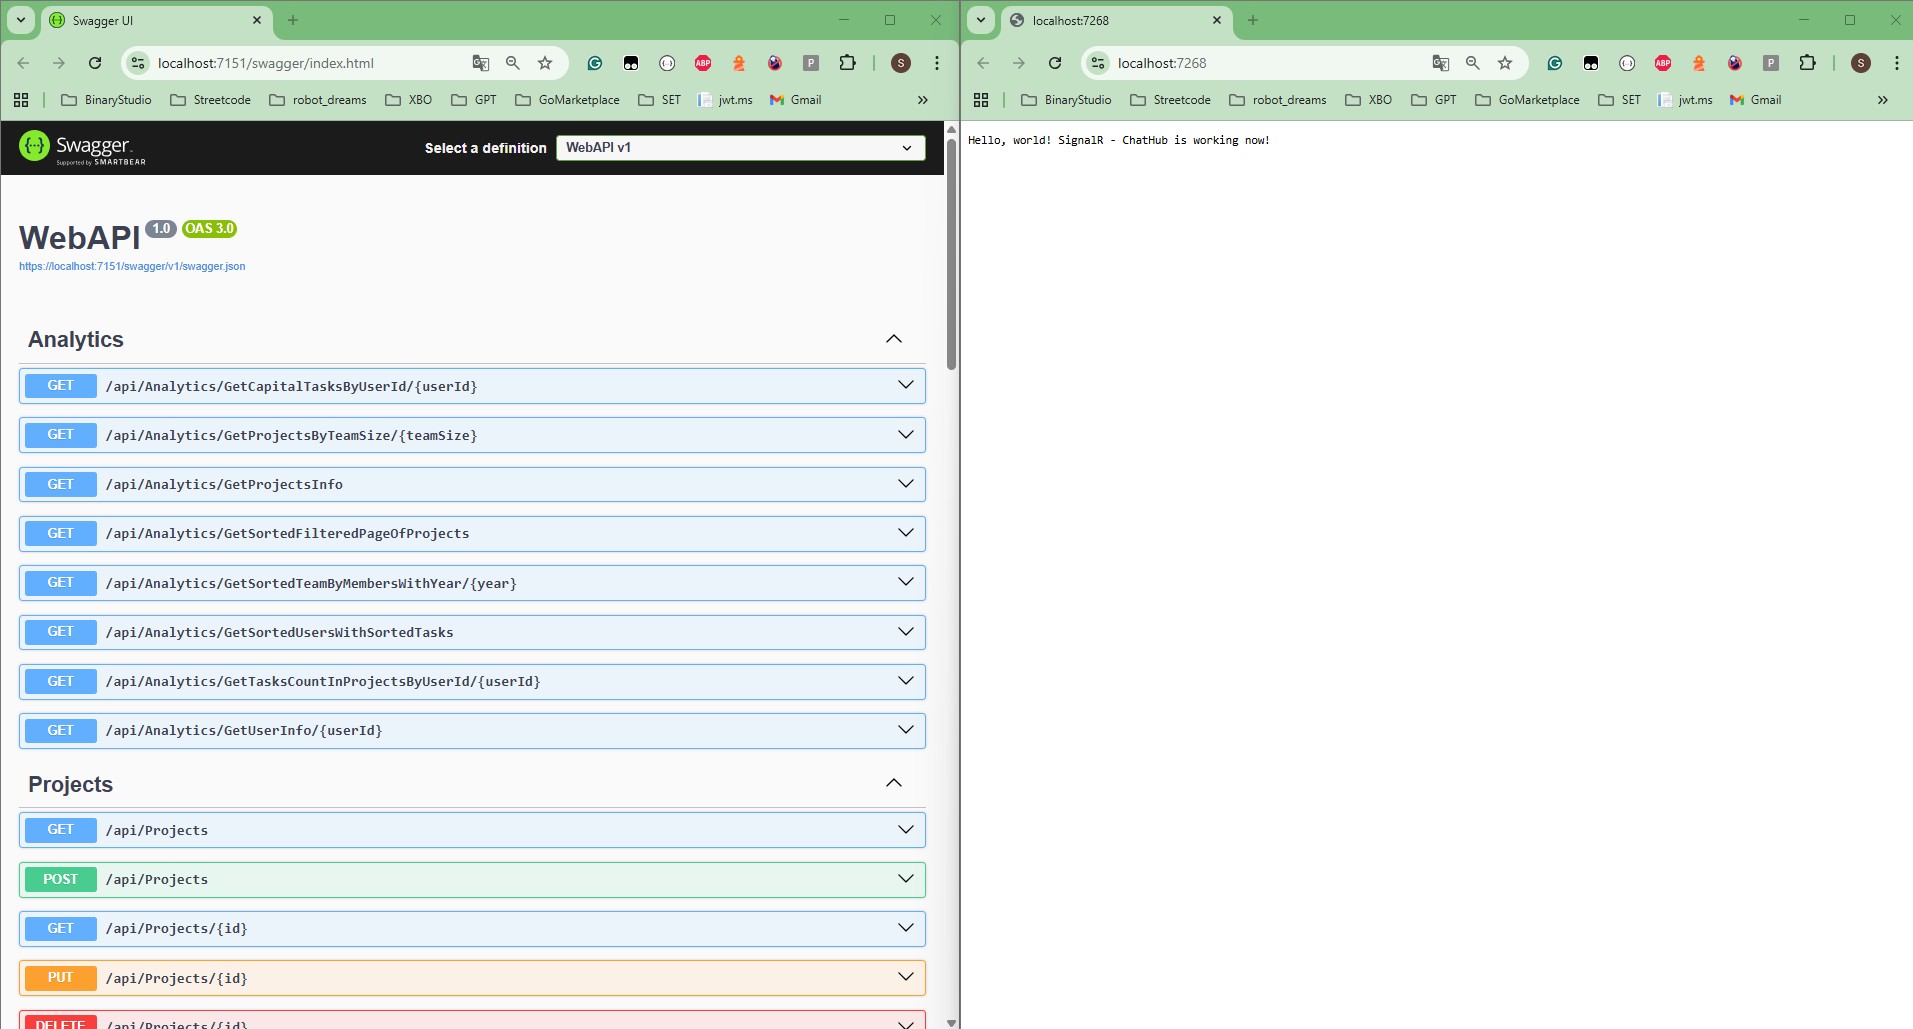 Swagger UI
localhost:7151/swagger/index.html
ABP
P
S
BinaryStudio
Streetcode
robot_dreams
XBO
GPT
GoMarketplace
SET
jwt.ms
Gmail
Swagger
Supported by SMARTBEAR
Select a definition
WebAPI v1
WebAPI 1.0 OAS 3.0
https://localhost:7151/swagger/v1/swagger.json
Analytics
GET /api/Analytics/GetCapitalTasksByUserId/{userId}
GET /api/Analytics/GetProjectsByTeamSize/{teamSize}
GET /api/Analytics/GetProjectsInfo
GET /api/Analytics/GetSortedFilteredPageOfProjects
GET /api/Analytics/GetSortedTeamByMembersWithYear/{year}
GET /api/Analytics/GetSortedUsersWithSortedTasks
GET /api/Analytics/GetTasksCountInProjectsByUserId/{userId}
GET /api/Analytics/GetUserInfo/{userId}
Projects
GET /api/Projects
POST /api/Projects
GET /api/Projects/{id}
PUT /api/Projects/{id}
DELETE /api/Projects/{id}
localhost:7268
localhost:7268
ABP
P
S
BinaryStudio
Streetcode
robot_dreams
XBO
GPT
GoMarketplace
SET
jwt.ms
Gmail
Hello, world! SignalR - ChatHub is working now!